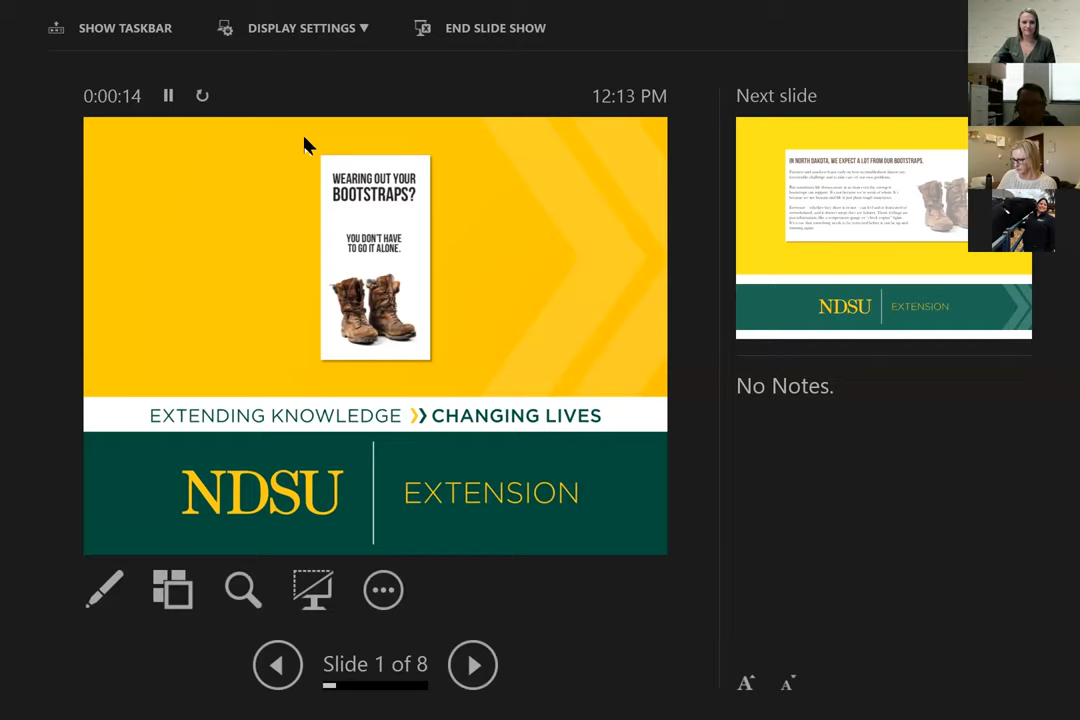 SHOW TASKBAR
DISPLAY SETTINGS ▼
END SLIDE SHOW
0:00:14
12:13 PM
Next slide
WEARING OUT YOUR
BOOTSTRAPS?
YOU DON'T HAVE
TO GO IT ALONE.
EXTENDING KNOWLEDGE CHANGING LIVES
NDSU EXTENSION
IN NORTH DAKOTA, WE EXPECT A LOT FROM OUR BOOTSTRAPS.
NDSU EXTENSION
No Notes.
Slide 1 of 8
A A